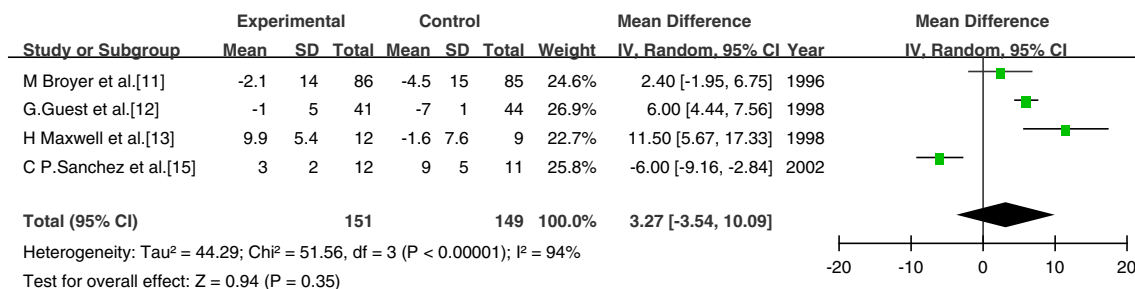 Experimental Control Mean Difference Mean Difference
Study or Subgroup Mean SD Total Mean SD Total Weight IV, Random, 95% CI Year IV, Random, 95% CI
M Broyer et al.[11] -2.1 14 86 -4.5 15 85 24.6% 2.40 [-1.95, 6.75] 1996
G.Guest et al.[12] -1 5 41 -7 1 44 26.9% 6.00 [4.44, 7.56] 1998
H Maxwell et al.[13] 9.9 5.4 12 -1.6 7.6 9 22.7% 11.50 [5.67, 17.33] 1998
C P.Sanchez et al.[15] 3 2 12 9 5 11 25.8% -6.00 [-9.16, -2.84] 2002
Total (95% CI) 151 149 100.0% 3.27 [-3.54, 10.09]
Heterogeneity: Tau² = 44.29; Chi² = 51.56, df = 3 (P < 0.00001); I² = 94%
Test for overall effect: Z = 0.94 (P = 0.35)
-20 -10 0 10 20